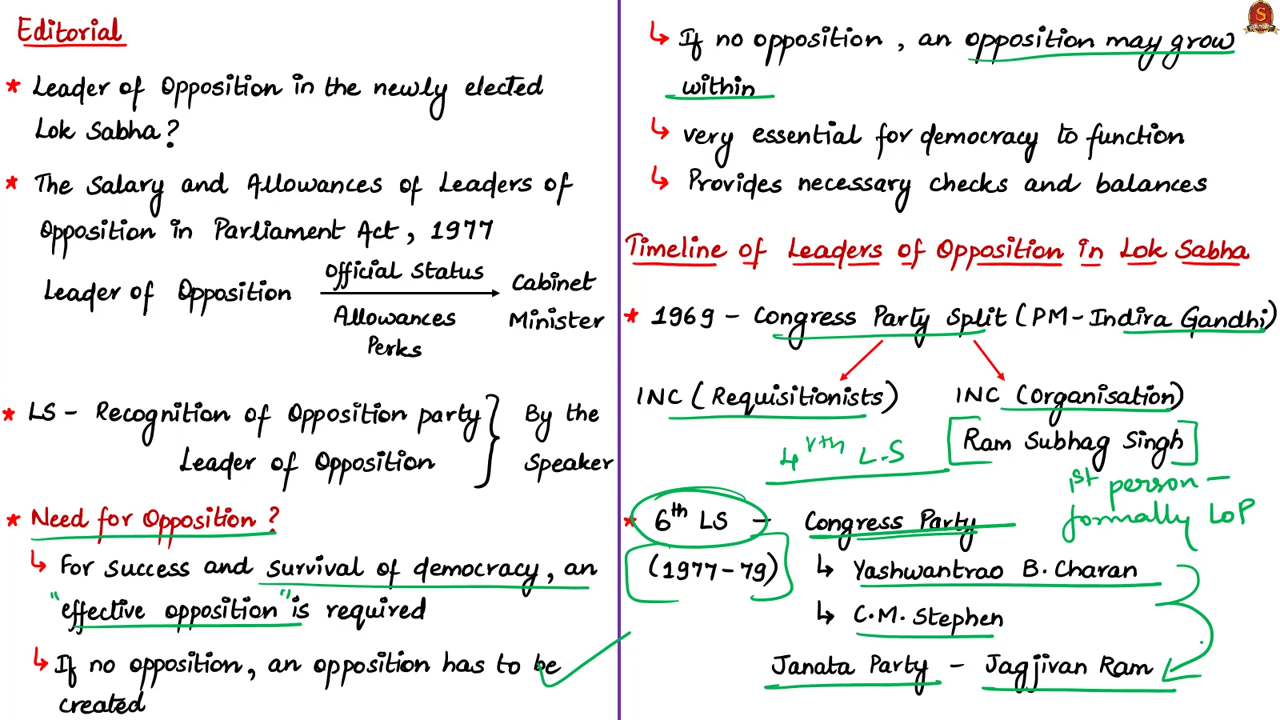 Editorial
* Leader of Opposition in the newly elected
Lok Sabha?
* The Salary and Allowances of Leaders of
Opposition in Parliament Act, 1977
Leader of Opposition
Official Status
Allowances
Perks
Cabinet
Minister
* LS - Recognition of Opposition party
Leader of Opposition
By the
Speaker
* Need for Opposition?
↳ For success and survival of democracy, an
"effective opposition" is required
↳ If no opposition, an opposition has to be
created
↳ If no opposition, an opposition may grow
within
↳ very essential for democracy to function
↳ Provides necessary checks and balances
Timeline of Leaders of Opposition in Lok Sabha
* 1969 - Congress Party Split (PM-Indira Gandhi)
INC (Requisitionists)
INC (Organisation)
[Ram Subhag Singh]
4rth L.S
1st person -
formally LoP
* 6th LS - Congress Party
(1977-79)
↳ Yashwantrao B. Charan
↳ C.M. Stephen
Janata Party - Jagjivan Ram